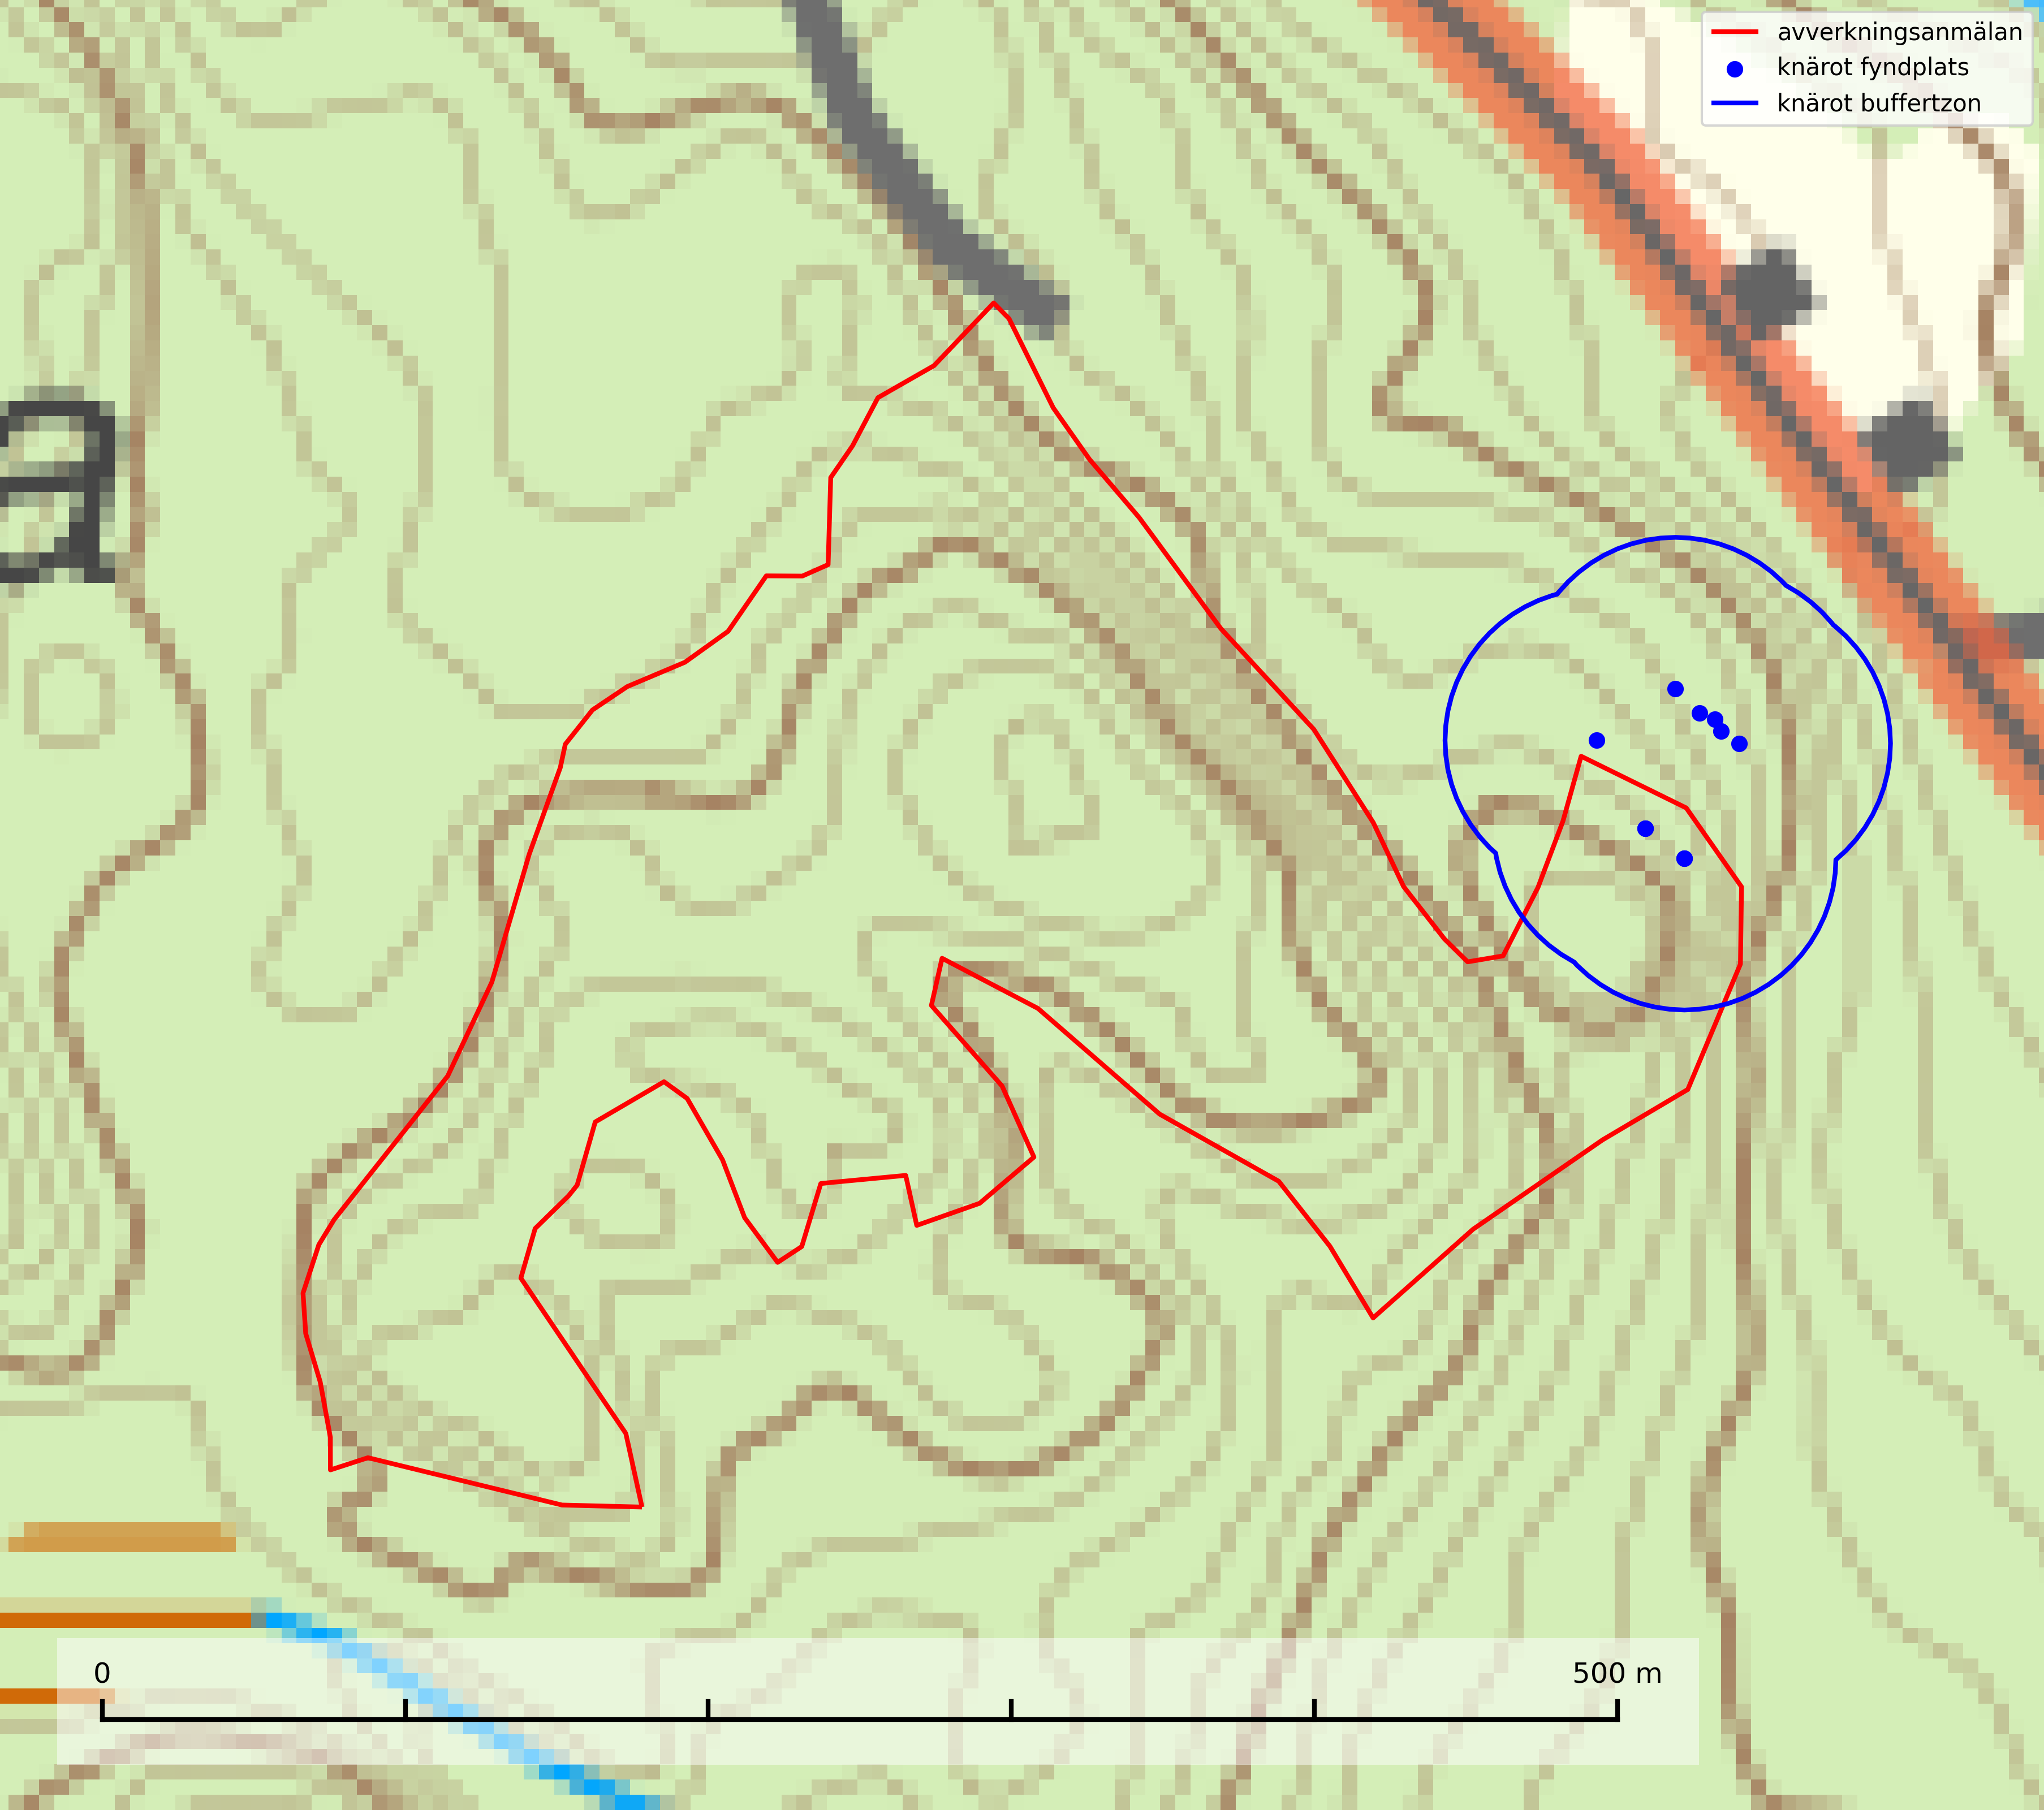 avverkningsanmälan
knärot fyndplats
knärot buffertzon
a
0 500 m